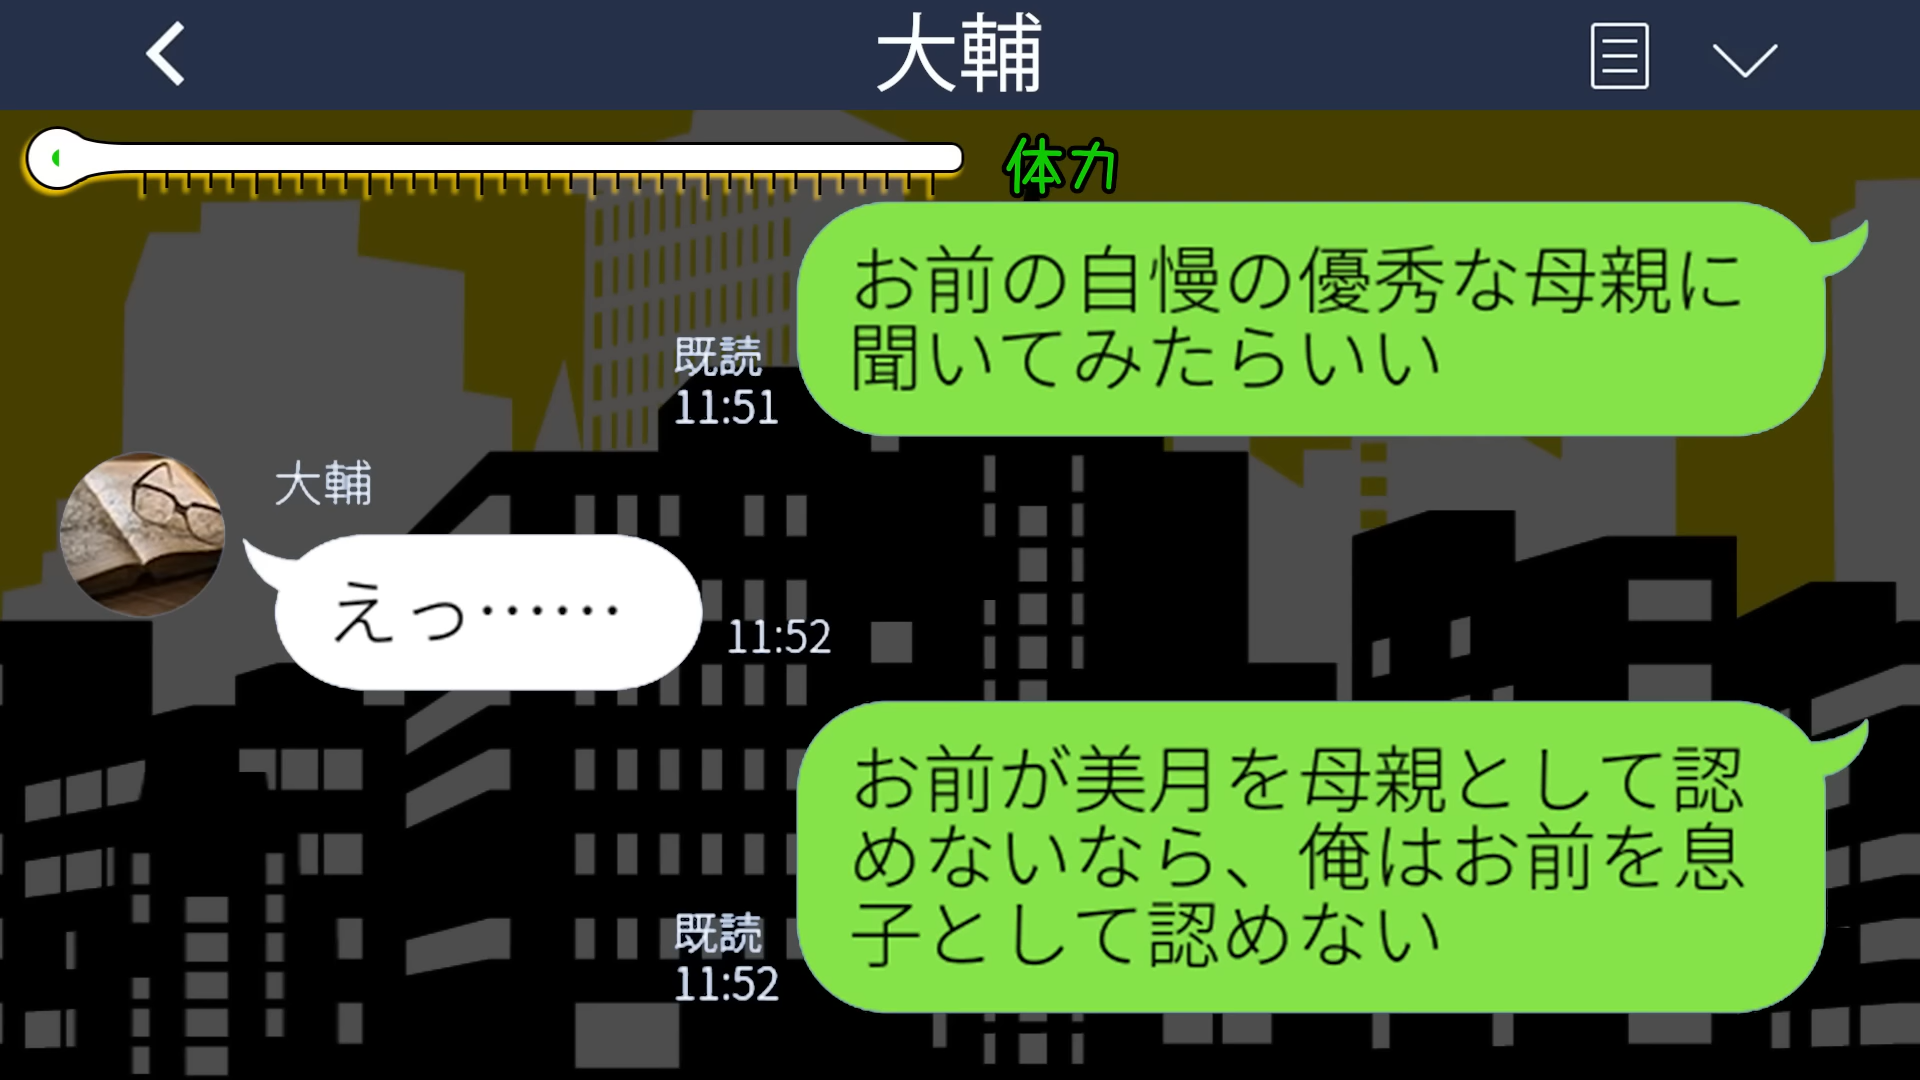 大輔
体力
お前の自慢の優秀な母親に
聞いてみたらいい
既読
11:51
大輔
えっ……
11:52
お前が美月を母親として認
めないなら、俺はお前を息
子として認めない
既読
11:52